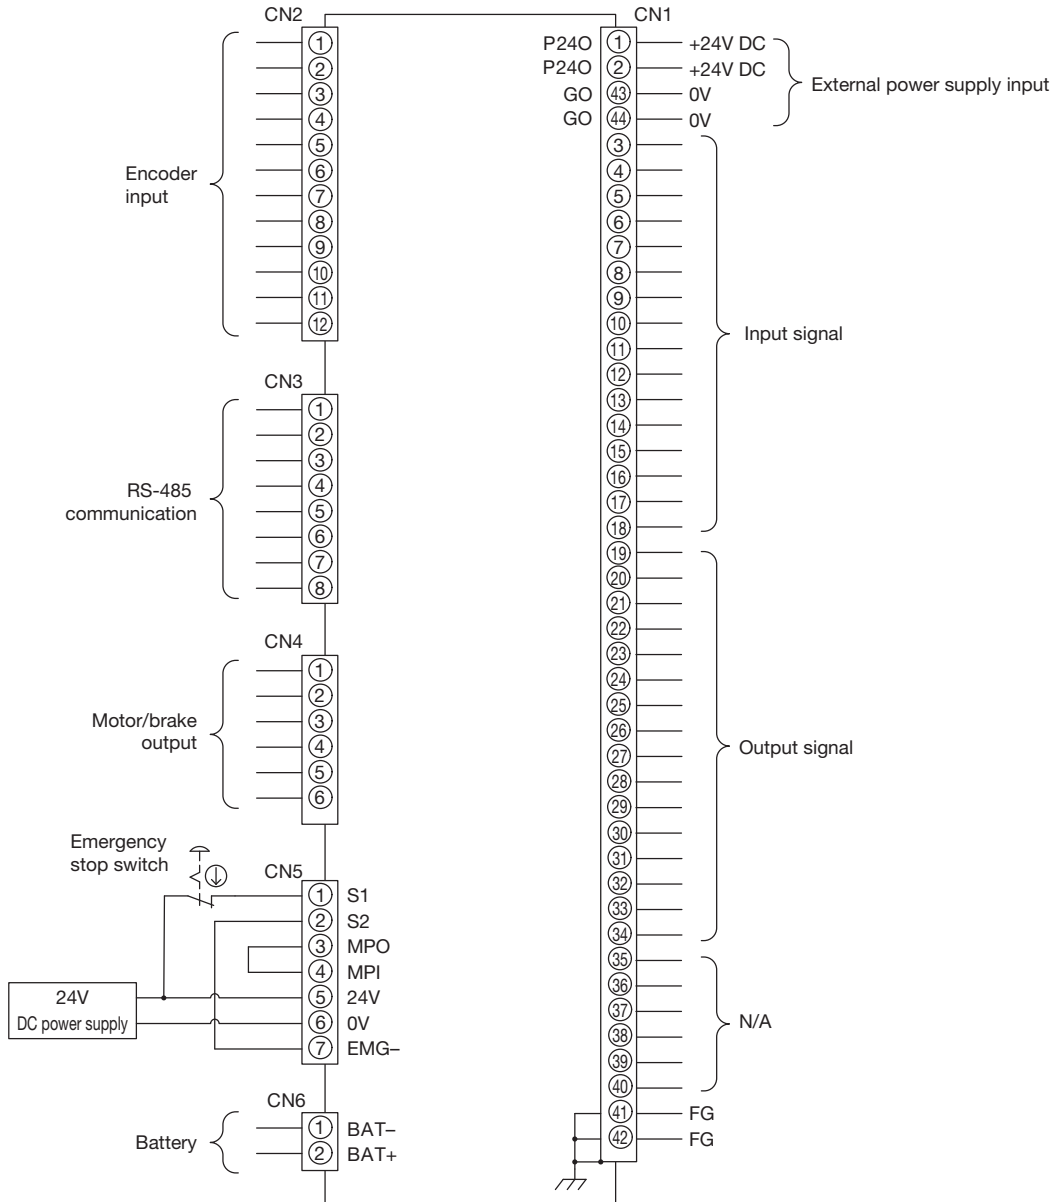 CN2
①
②
③
④
⑤
⑥
⑦
⑧
⑨
⑩
⑪
⑫
Encoder
input
CN3
①
②
③
④
⑤
⑥
⑦
⑧
RS-485
communication
CN4
①
②
③
④
⑤
⑥
Motor/brake
output
Emergency
stop switch
CN5
① S1
② S2
③ MPO
④ MPI
⑤ 24V
⑥ 0V
⑦ EMG–
24V
DC power supply
CN6
① BAT–
② BAT+
Battery
CN1
P24O ① +24V DC
P24O ② +24V DC
GO ㊸ 0V
GO ㊹ 0V
External power supply input
③
④
⑤
⑥
⑦
⑧
⑨
⑩
⑪
⑫
⑬
⑭
⑮
⑯
⑰
⑱
Input signal
⑲
⑳
㉑
㉒
㉓
㉔
㉕
㉖
㉗
㉘
㉙
㉚
㉛
㉜
㉝
㉞
Output signal
㉟
㊱
㊲
㊳
㊴
㊵
N/A
㊶ FG
㊷ FG